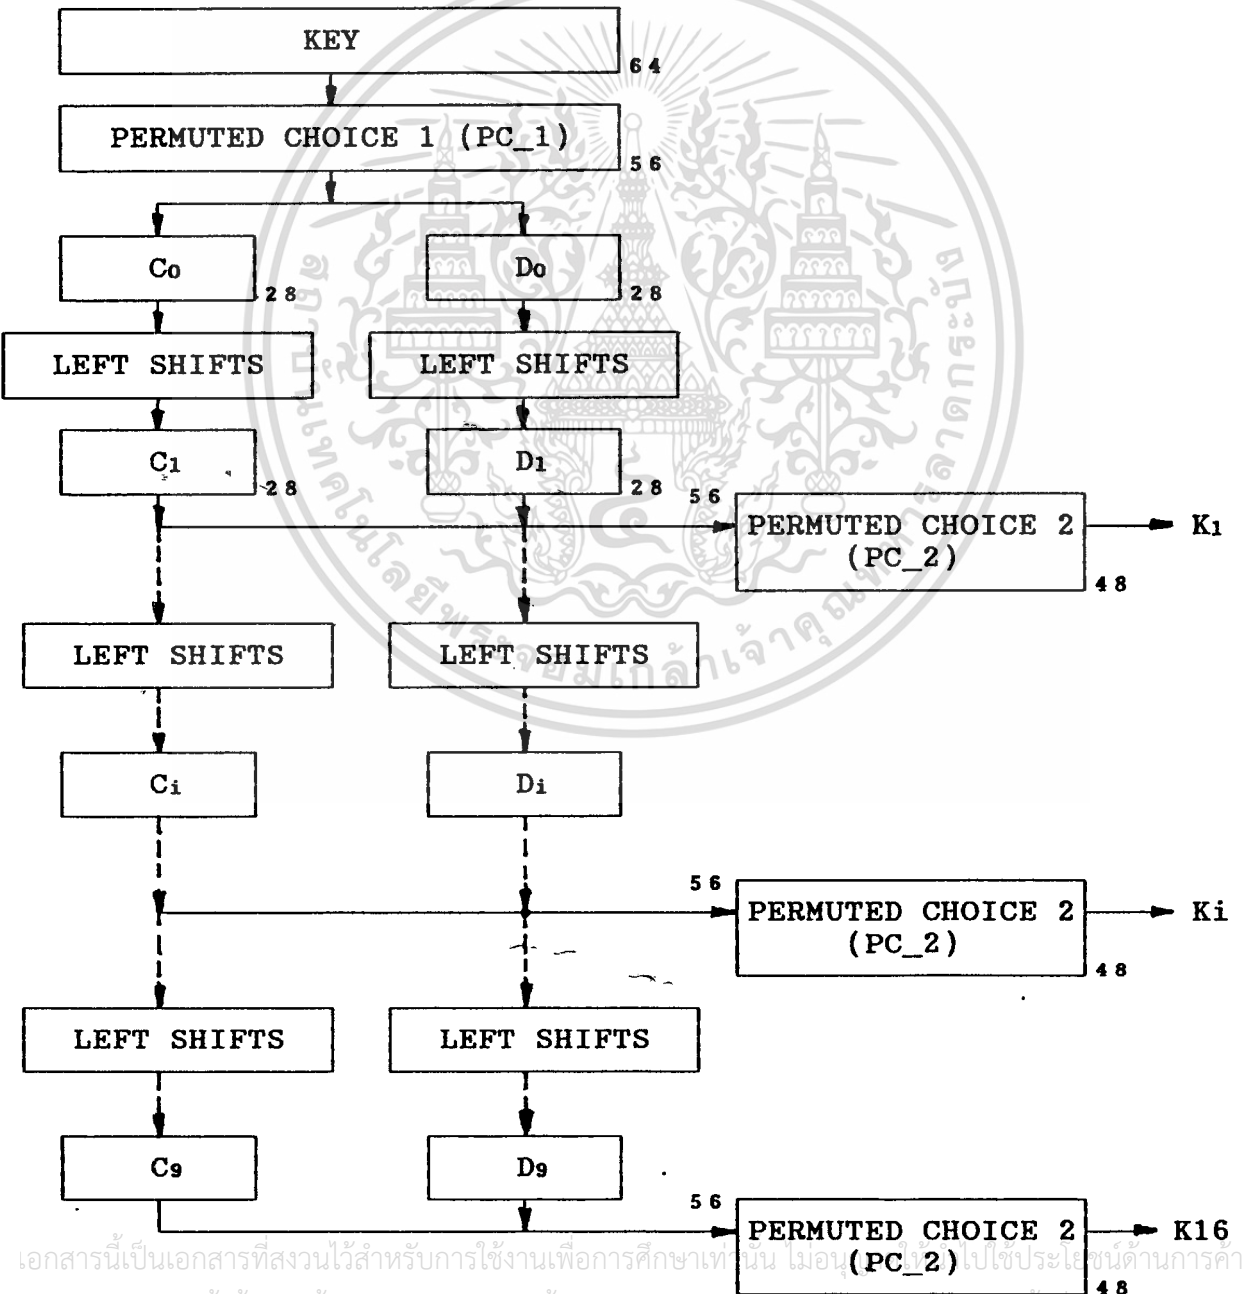 KEY
64
PERMUTED CHOICE 1 (PC_1)
56
C0 D0
28 28
LEFT SHIFTS LEFT SHIFTS
C1 D1
28 28
56
PERMUTED CHOICE 2 K1
(PC_2)
48
LEFT SHIFTS LEFT SHIFTS
Ci Di
56
PERMUTED CHOICE 2 Ki
(PC_2)
48
LEFT SHIFTS LEFT SHIFTS
C9 D9
56
PERMUTED CHOICE 2 K16
(PC_2)
48
เอกสารนี้เป็นเอกสารที่สงวนไว้สำหรับการใช้งานเพื่อการศึกษาเท่านั้น ไม่อนุญาตให้นำไปใช้ประโยชน์ด้านการค้า